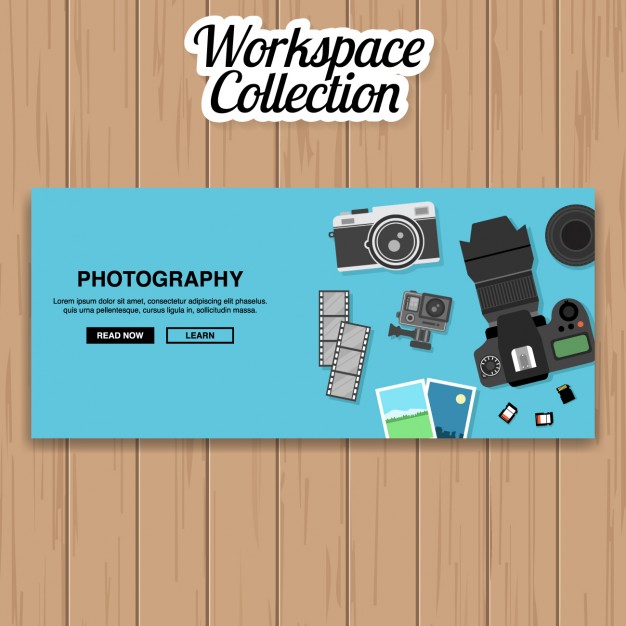 Workspace
Collection
PHOTOGRAPHY
Lorem ipsum dolor sit amet, consectetur adipiscing elit phasellus.
quis urna pellentesque, cursus ligula in, sollicitudin massa.
READ NOW
LEARN